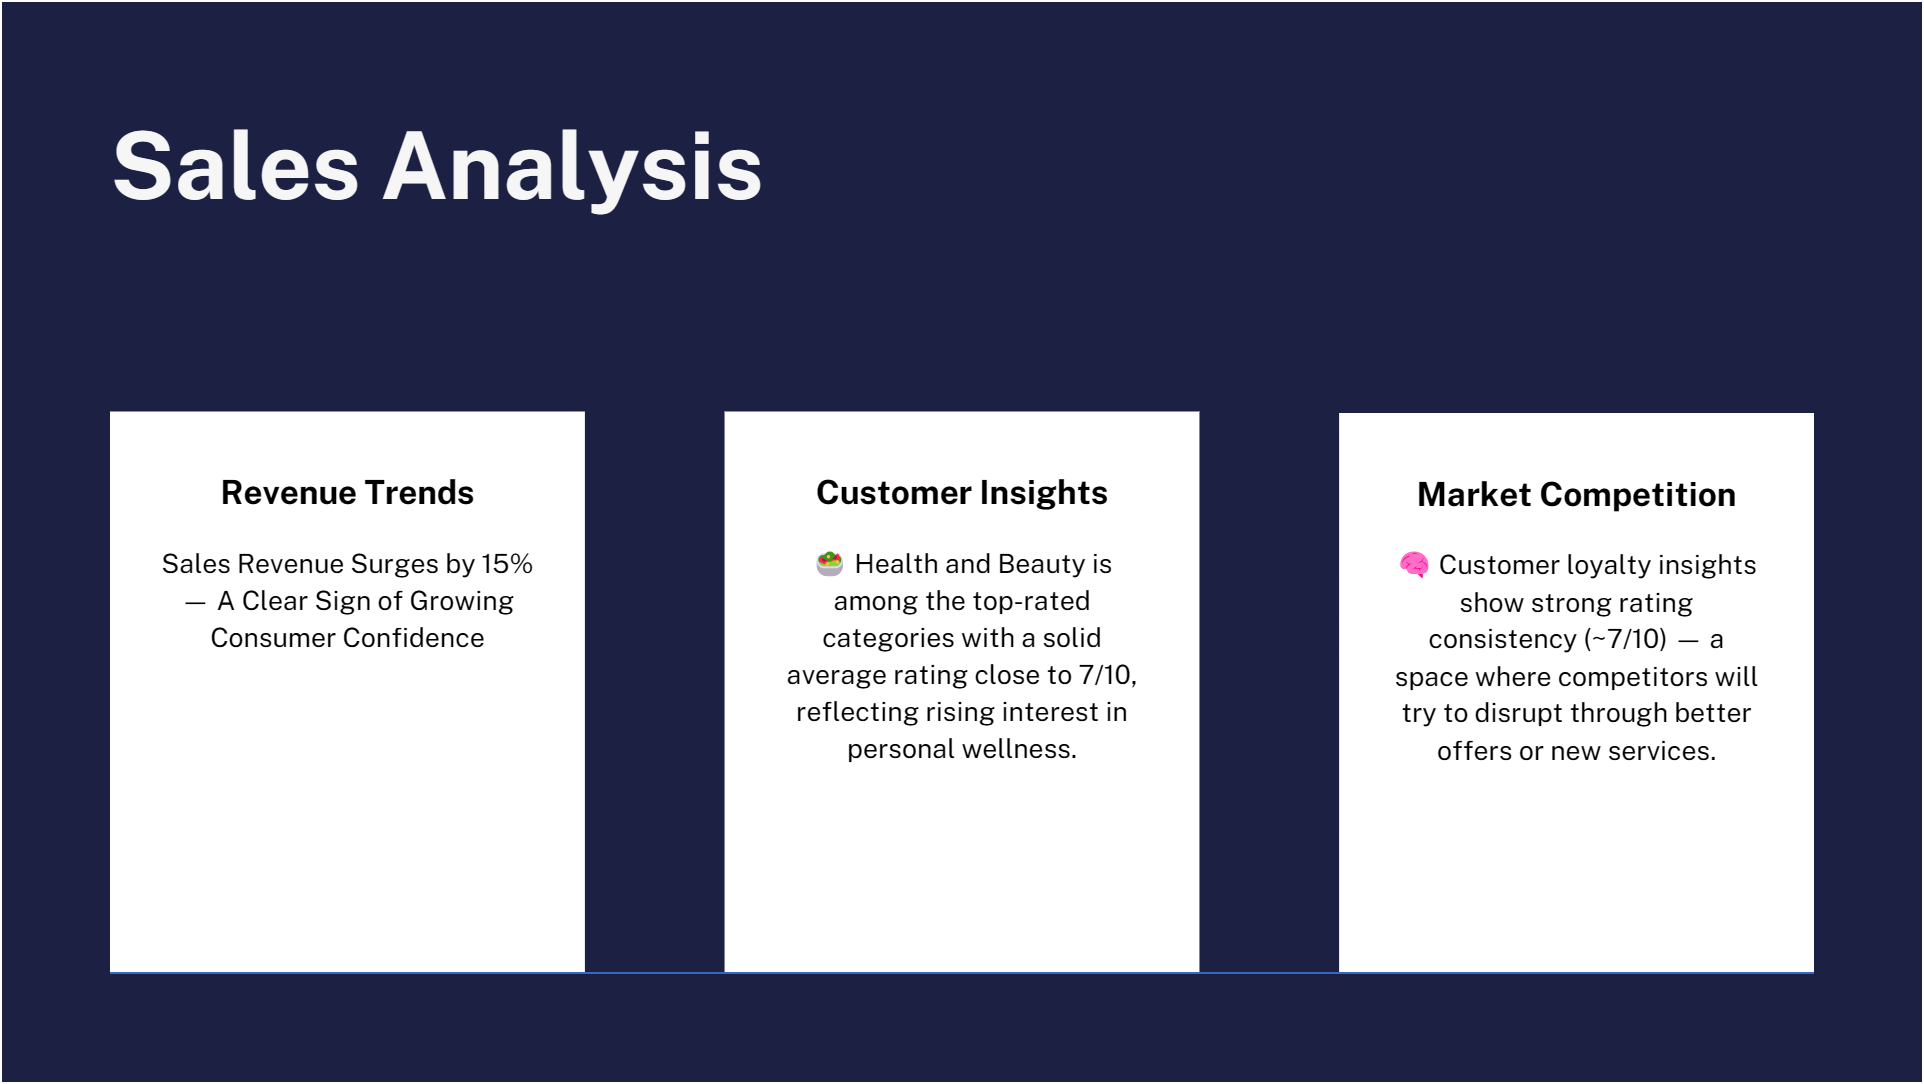 Sales Analysis
Revenue Trends
Sales Revenue Surges by 15%
— A Clear Sign of Growing
Consumer Confidence
Customer Insights
🥗 Health and Beauty is
among the top-rated
categories with a solid
average rating close to 7/10,
reflecting rising interest in
personal wellness.
Market Competition
🧠 Customer loyalty insights
show strong rating
consistency (~7/10) — a
space where competitors will
try to disrupt through better
offers or new services.